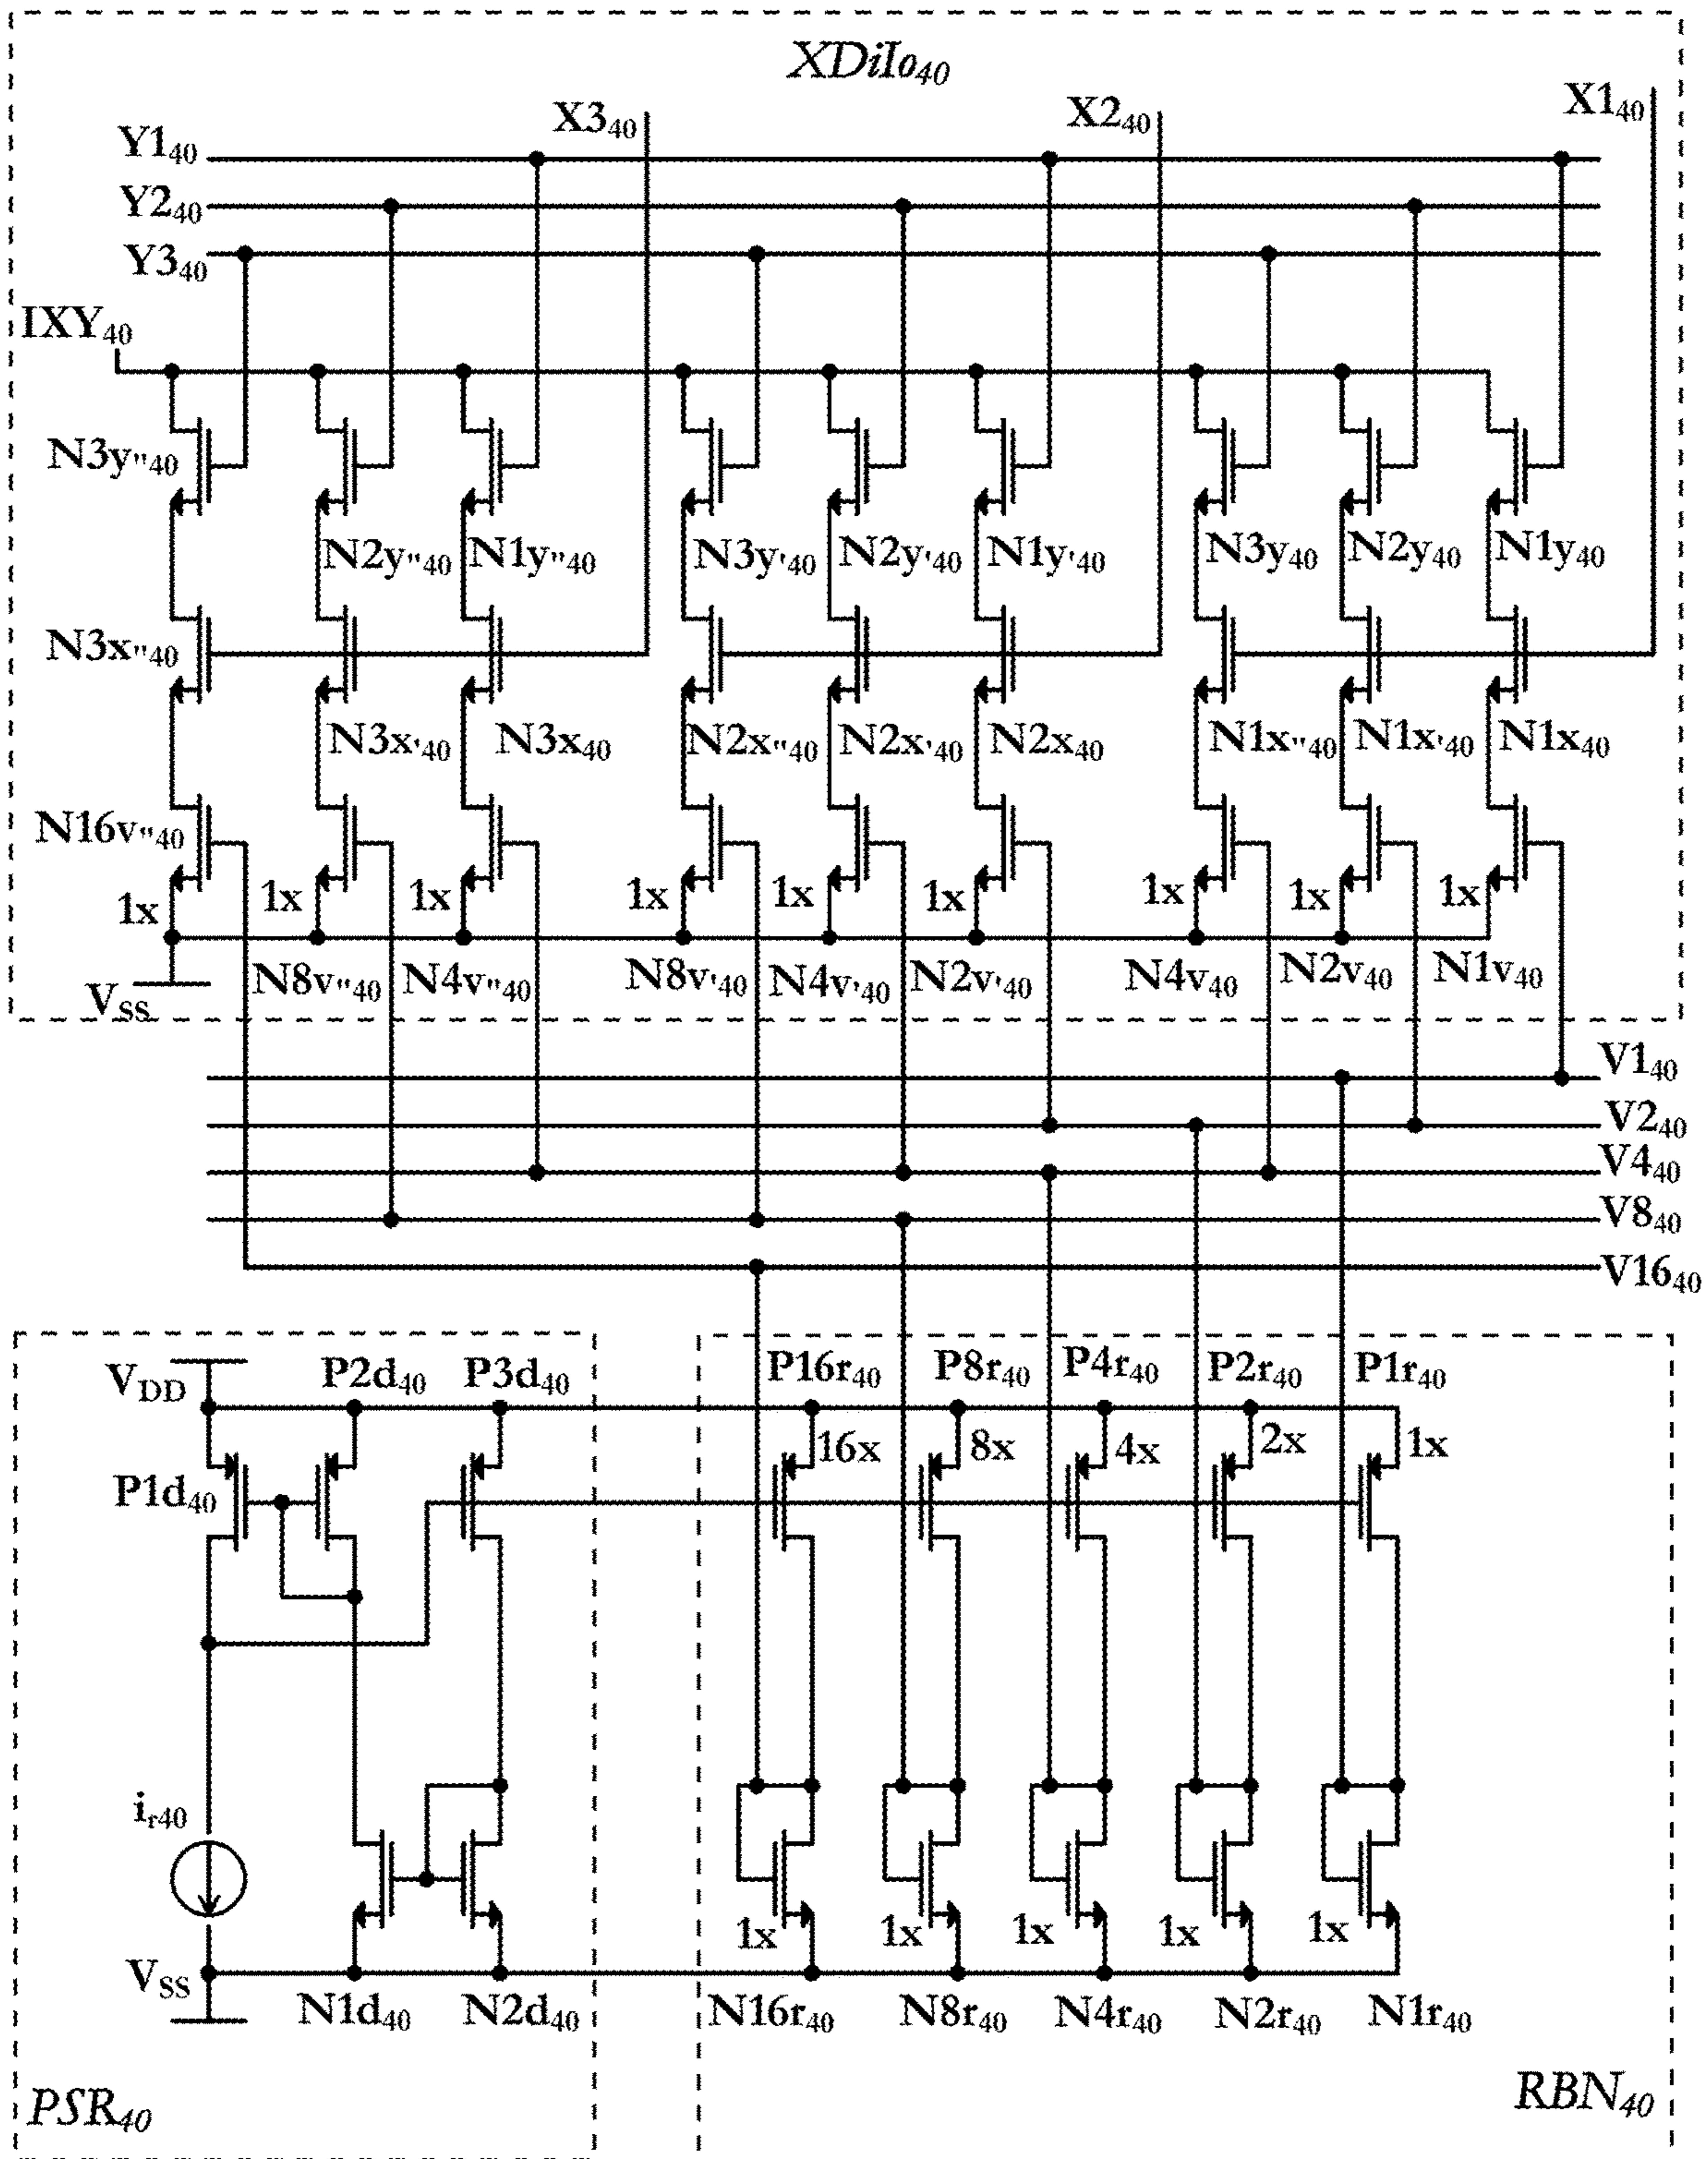 XDiIo40
X340 X240 X140
Y140
Y240
Y340
IXY40
N3y"40
N2y"40 N1y"40 N3y'40 N2y'40 N1y'40 N3y40 N2y40 N1y40
N3x"40
N3x'40 N3x40 N2x"40 N2x'40 N2x40 N1x"40 N1x'40 N1x40
N16v"40
1x 1x 1x 1x 1x 1x 1x 1x 1x
N8v"40 N4v"40 N8v'40 N4v'40 N2v'40 N4v40 N2v40 N1v40
VSS
V140
V240
V440
V840
V1640
VDD P2d40 P3d40 P16r40 P8r40 P4r40 P2r40 P1r40
16x 8x 4x 2x 1x
P1d40
ir40
1x 1x 1x 1x 1x
VSS
N1d40 N2d40 N16r40 N8r40 N4r40 N2r40 N1r40
PSR40 RBN40